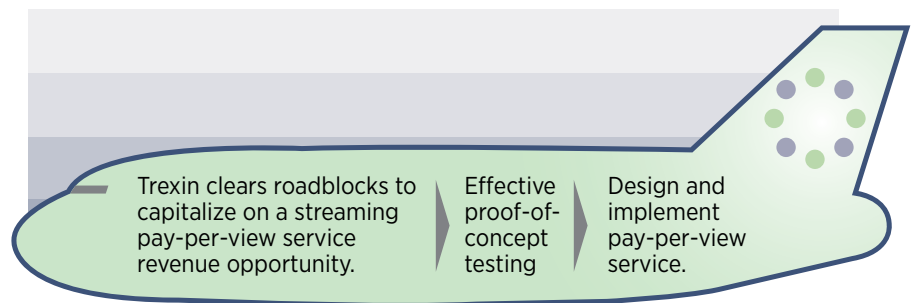 Trexin clears roadblocks to
capitalize on a streaming
pay-per-view service
revenue opportunity.
Effective
proof-of-
concept
testing
Design and
implement
pay-per-view
service.